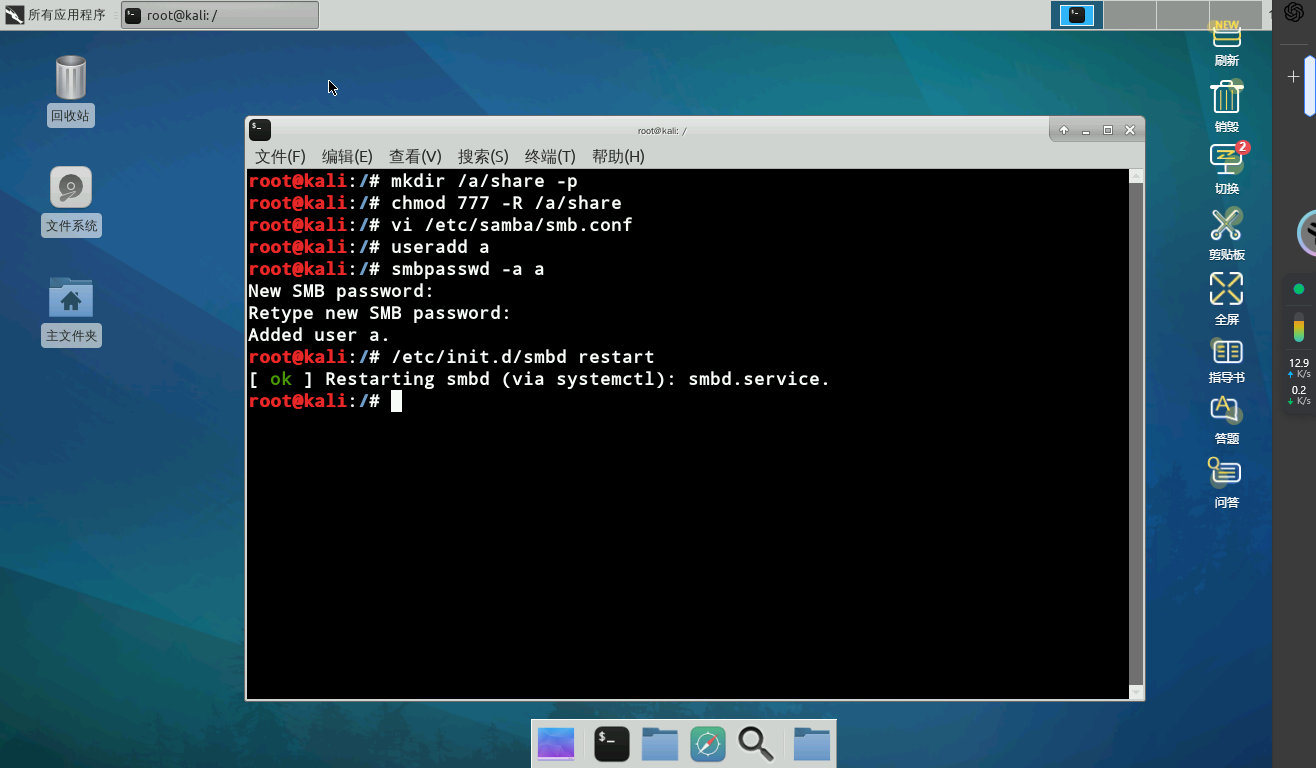 所有应用程序
root@kali: /
回收站
文件系统
主文件夹
root@kali: /
文件(F) 编辑(E) 查看(V) 搜索(S) 终端(T) 帮助(H)
root@kali:/# mkdir /a/share -p
root@kali:/# chmod 777 -R /a/share
root@kali:/# vi /etc/samba/smb.conf
root@kali:/# useradd a
root@kali:/# smbpasswd -a a
New SMB password:
Retype new SMB password:
Added user a.
root@kali:/# /etc/init.d/smbd restart
[ ok ] Restarting smbd (via systemctl): smbd.service.
root@kali:/#
NEW
刷新
销毁
2
切换
剪贴板
全屏
指导书
答题
问答
12.9
K/s
0.2
K/s